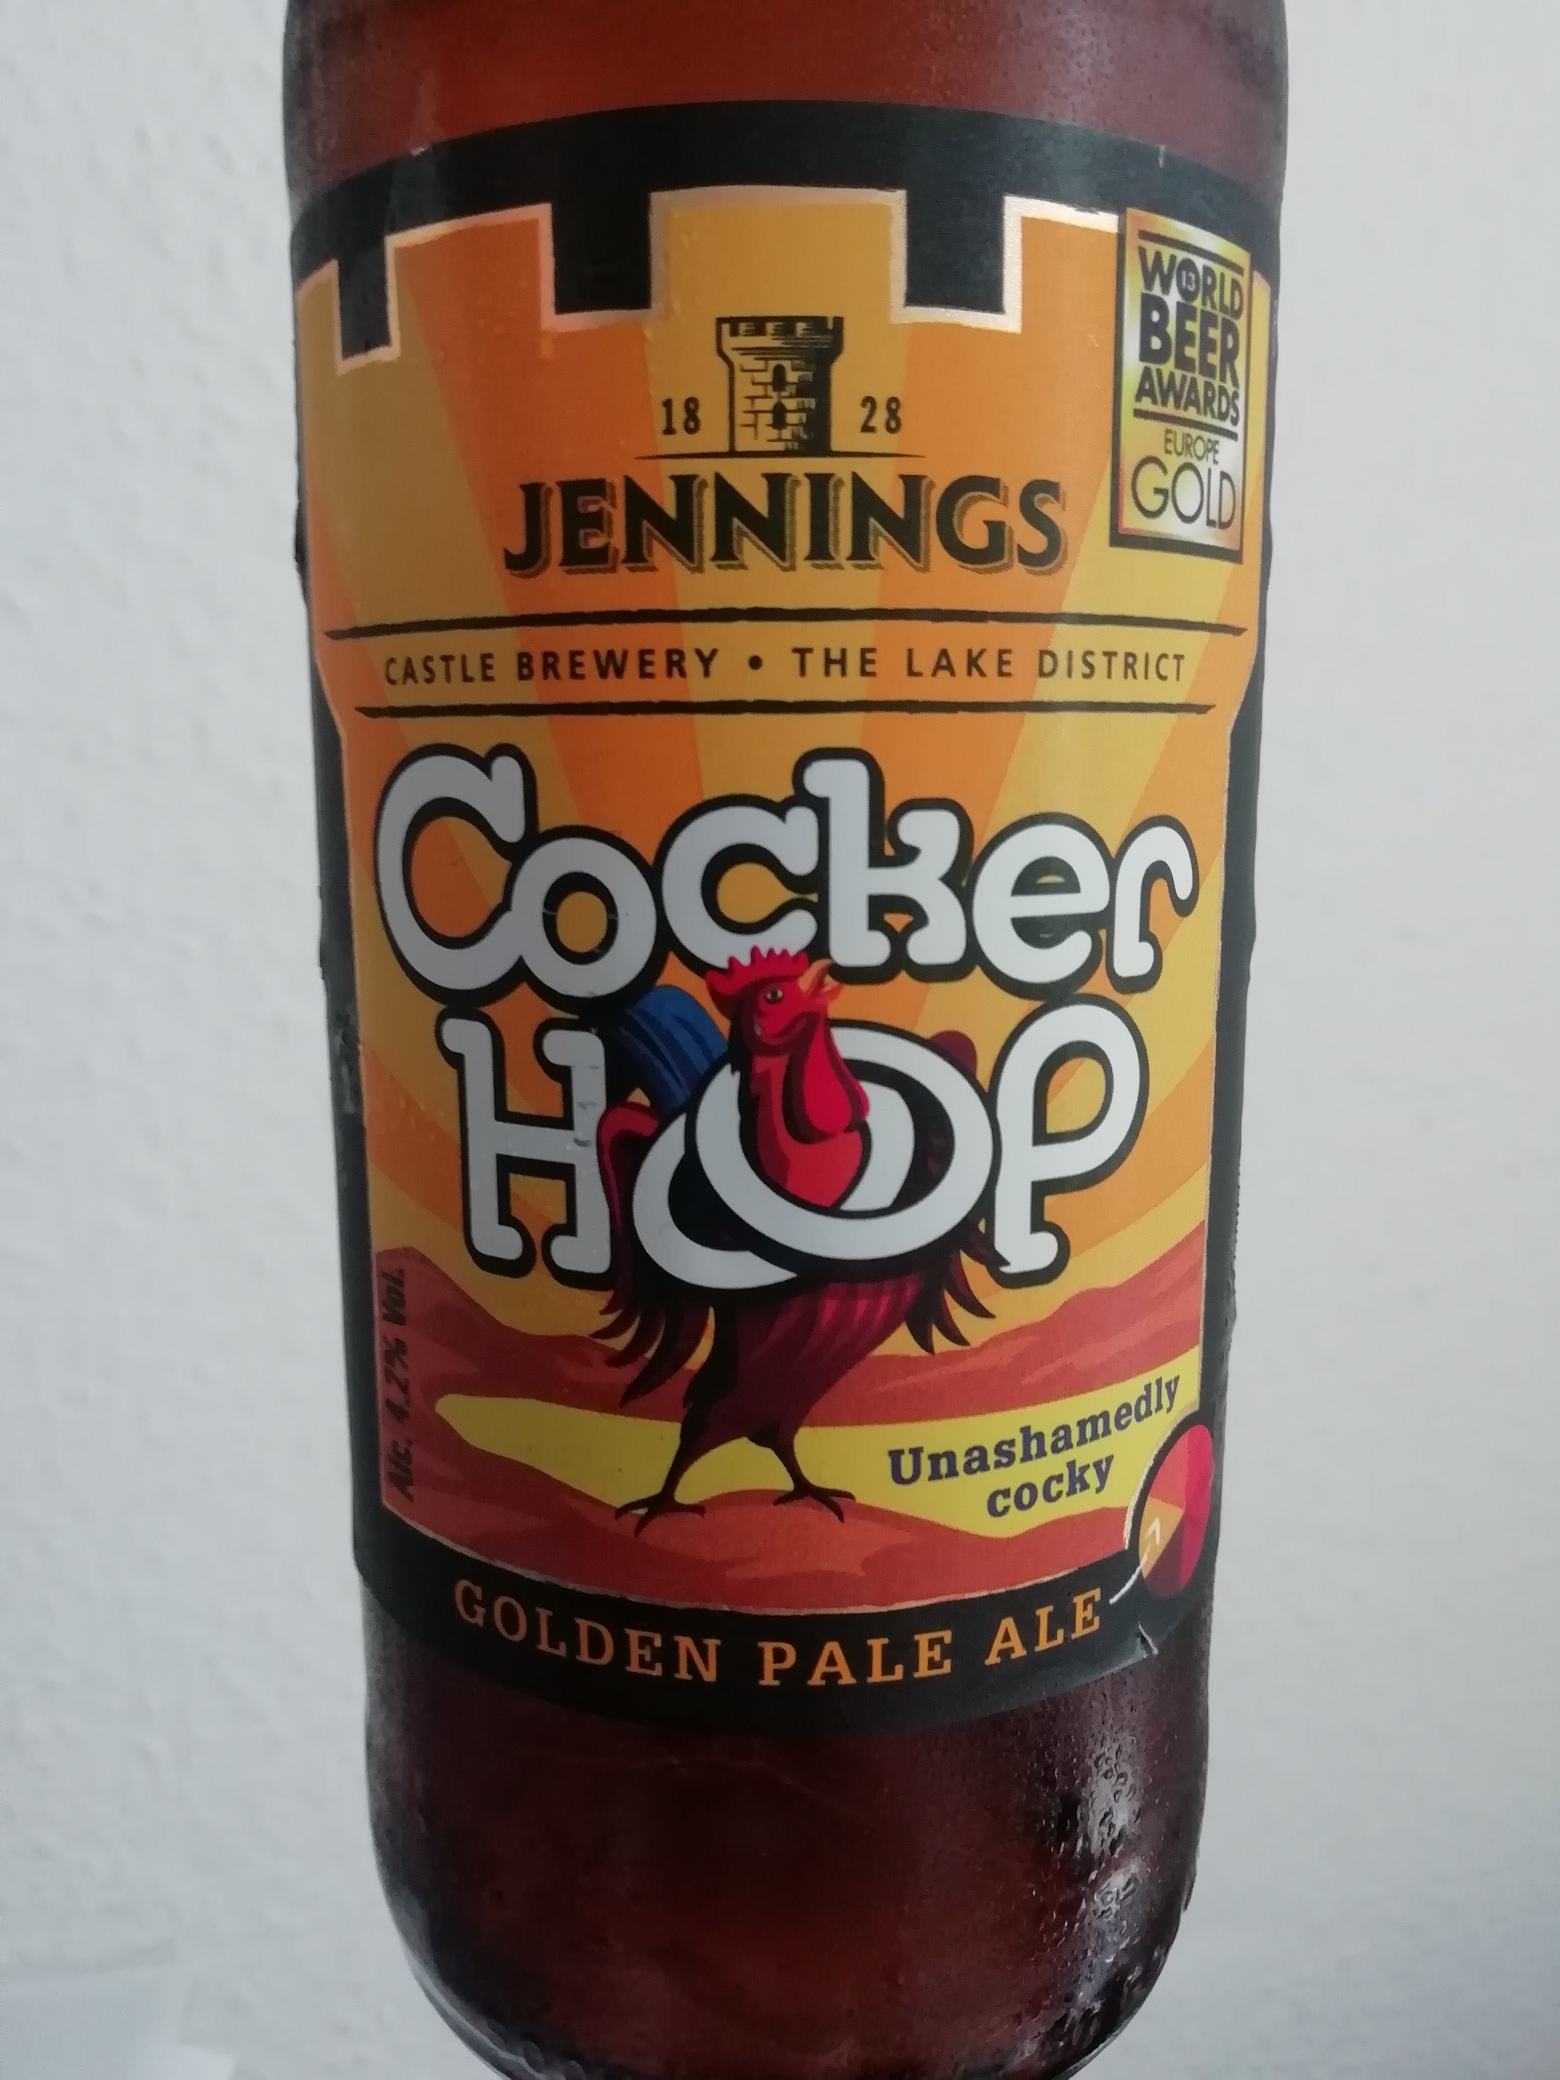 WORLD
13
BEER
AWARDS
EUROPE
GOLD
18 28
JENNINGS
CASTLE BREWERY • THE LAKE DISTRICT
Cocker
HOOP
Alc. 4.2% Vol.
Unashamedly
cocky
GOLDEN PALE ALE